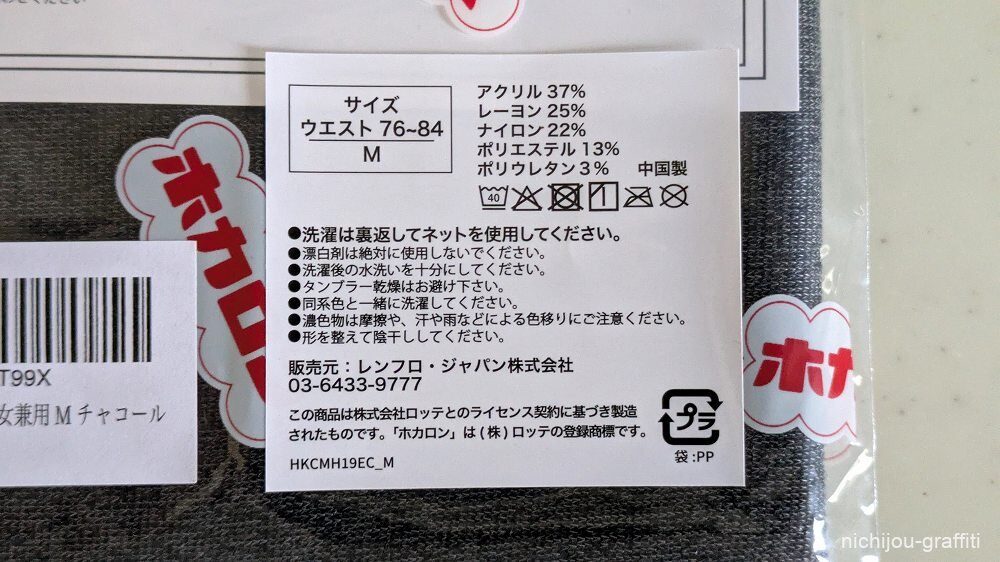 サイズ
ウエスト 76~84
M
アクリル 37%
レーヨン 25%
ナイロン 22%
ポリエステル 13%
ポリウレタン 3% 中国製
40
●洗濯は裏返してネットを使用してください。
●漂白剤は絶対に使用しないでください。
●洗濯後の水洗いを十分にしてください。
●タンブラー乾燥はお避け下さい。
●同系色と一緒に洗濯してください。
●濃色物は摩擦や、汗や雨などによる色移りにご注意ください。
●形を整えて陰干ししてください。
販売元:レンフロ・ジャパン株式会社
03-6433-9777
この商品は株式会社ロッテとのライセンス契約に基づき製造
されたものです。「ホカロン」は(株)ロッテの登録商標です。
HKCMH19EC_M
プラ
袋:PP
ホカロン
T99X
女兼用 M チャコール
ホカ
nichijou-graffiti